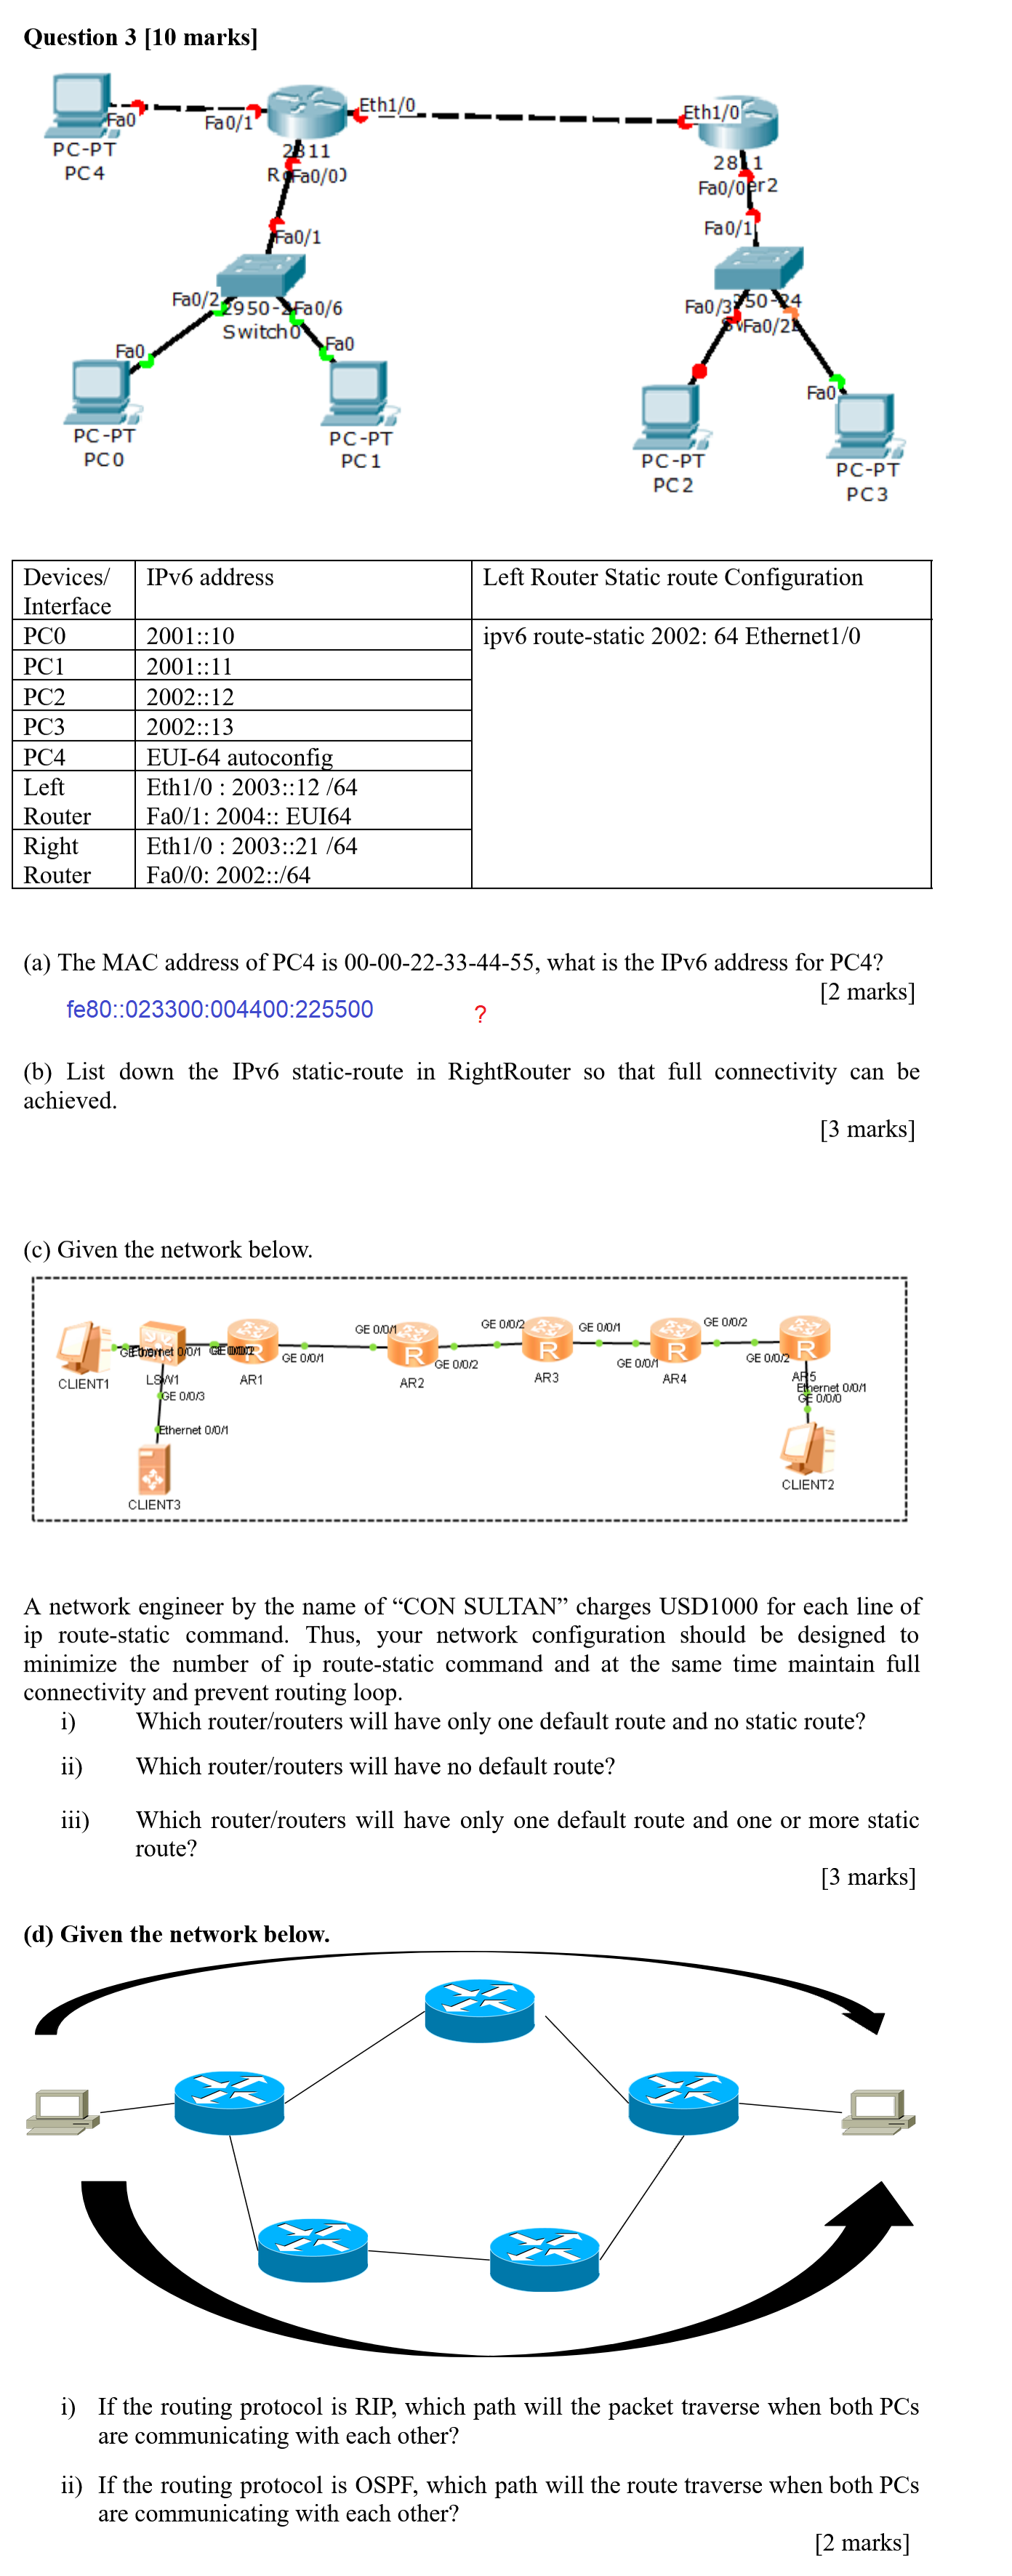 Question 3 [10 marks]
Fa0
Fa0/1
Eth1/0
Eth1/0
PC-PT
PC4
2811
Fa0/0
2811
Fa0/0
er2
Fa0/1
Fa0/1
Fa0/2
2950-2
Fa0/6
Switch0
Fa0/3
50-24
Fa0/2
Fa0
Fa0
Fa0
PC-PT
PC0
PC-PT
PC1
PC-PT
PC2
PC-PT
PC3
Devices/ Interface
IPv6 address
Left Router Static route Configuration
PC0
2001::10
ipv6 route-static 2002: 64 Ethernet1/0
PC1
2001::11
PC2
2002::12
PC3
2002::13
PC4
EUI-64 autoconfig
Left Router
Eth1/0 : 2003::12 /64
Fa0/1: 2004:: EUI64
Right Router
Eth1/0 : 2003::21 /64
Fa0/0: 2002::/64
(a) The MAC address of PC4 is 00-00-22-33-44-55, what is the IPv6 address for PC4?
[2 marks]
fe80::023300:004400:225500 ?
(b) List down the IPv6 static-route in RightRouter so that full connectivity can be
achieved.
[3 marks]
(c) Given the network below.
CLIENT1
Ethernet 0/0/1
LSW1
GE 0/0/3
Ethernet 0/0/1
CLIENT3
AR1
GE 0/0/1
GE 0/0/1
AR2
GE 0/0/2
GE 0/0/2
AR3
GE 0/0/1
GE 0/0/1
AR4
GE 0/0/2
GE 0/0/2
AR5
Ethernet 0/0/1
GE 0/0/0
CLIENT2
A network engineer by the name of “CON SULTAN” charges USD1000 for each line of
ip route-static command. Thus, your network configuration should be designed to
minimize the number of ip route-static command and at the same time maintain full
connectivity and prevent routing loop.
i) Which router/routers will have only one default route and no static route?
ii) Which router/routers will have no default route?
iii) Which router/routers will have only one default route and one or more static
route?
[3 marks]
(d) Given the network below.
i) If the routing protocol is RIP, which path will the packet traverse when both PCs
are communicating with each other?
ii) If the routing protocol is OSPF, which path will the route traverse when both PCs
are communicating with each other?
[2 marks]